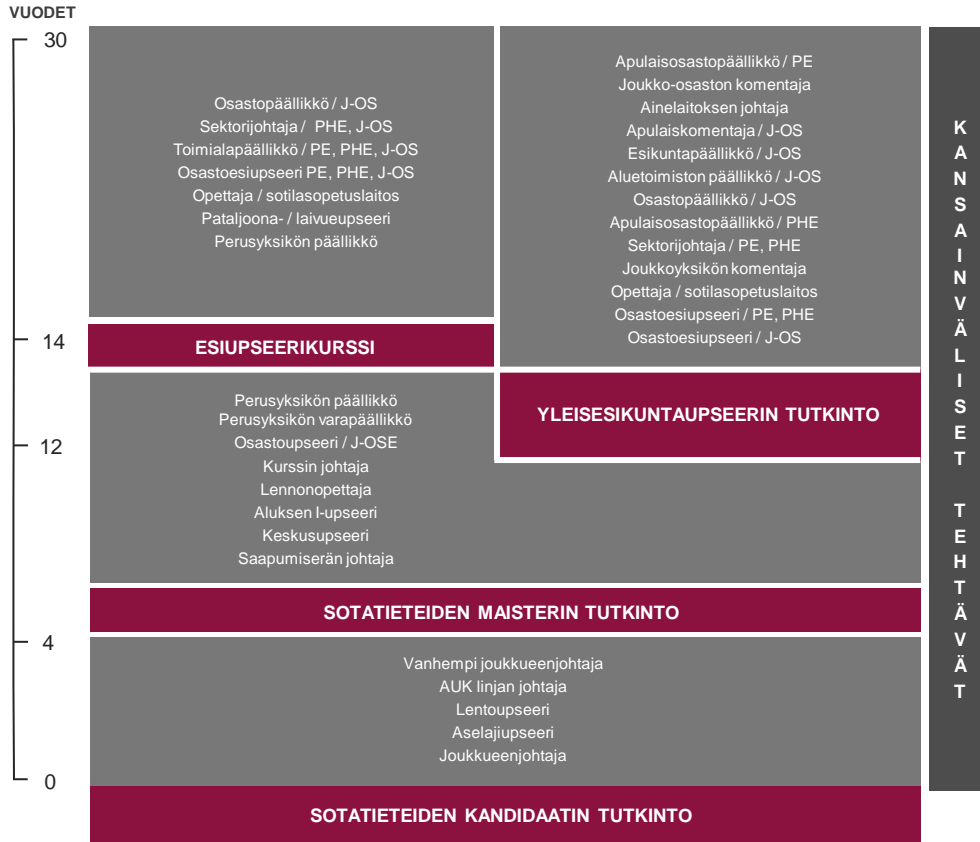 VUODET
30
14
12
4
0
Osastopäällikkö / J-OS
Sektorijohtaja / PHE, J-OS
Toimialapäällikkö / PE, PHE, J-OS
Osastoesiupseeri PE, PHE, J-OS
Opettaja / sotilasopetuslaitos
Pataljoona- / laivueupseeri
Perusyksikön päällikkö
Apulaisosastopäällikkö / PE
Joukko-osaston komentaja
Ainelaitoksen johtaja
Apulaiskomentaja / J-OS
Esikuntapäällikkö / J-OS
Aluetoimiston päällikkö / J-OS
Osastopäällikkö / J-OS
Apulaisosastopäällikkö / PHE
Sektorijohtaja / PE, PHE
Joukkoyksikön komentaja
Opettaja / sotilasopetuslaitos
Osastoesiupseeri / PE, PHE
Osastoesiupseeri / J-OS
ESIUPSEERIKURSSI
YLEISESIKUNTAUPSEERIN TUTKINTO
Perusyksikön päällikkö
Perusyksikön varapäällikkö
Osastoupseeri / J-OSE
Kurssin johtaja
Lennonopettaja
Aluksen I-upseeri
Keskusupseeri
Saapumiserän johtaja
SOTATIETEIDEN MAISTERIN TUTKINTO
Vanhempi joukkueenjohtaja
AUK linjan johtaja
Lentoupseeri
Aselajiupseeri
Joukkueenjohtaja
SOTATIETEIDEN KANDIDAATIN TUTKINTO
KANSAINVÄLISET TEHTÄVÄT